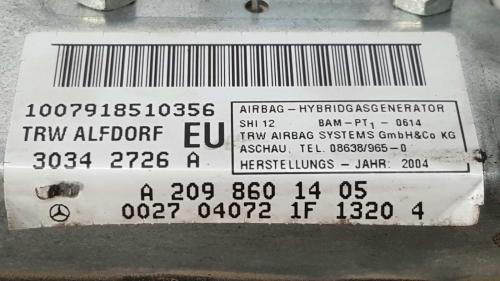 1007918510356
TRW ALFDORF EU
3034 2726 A
AIRBAG-HYBRIDGASGENERATOR
SHI 12 BAM-PT1-0614
TRW AIRBAG SYSTEMS GmbH&Co KG
ASCHAU, TEL. 08638/965-0
HERSTELLUNGS-JAHR: 2004
A 209 860 14 05
0027 04072 1F 1320 4